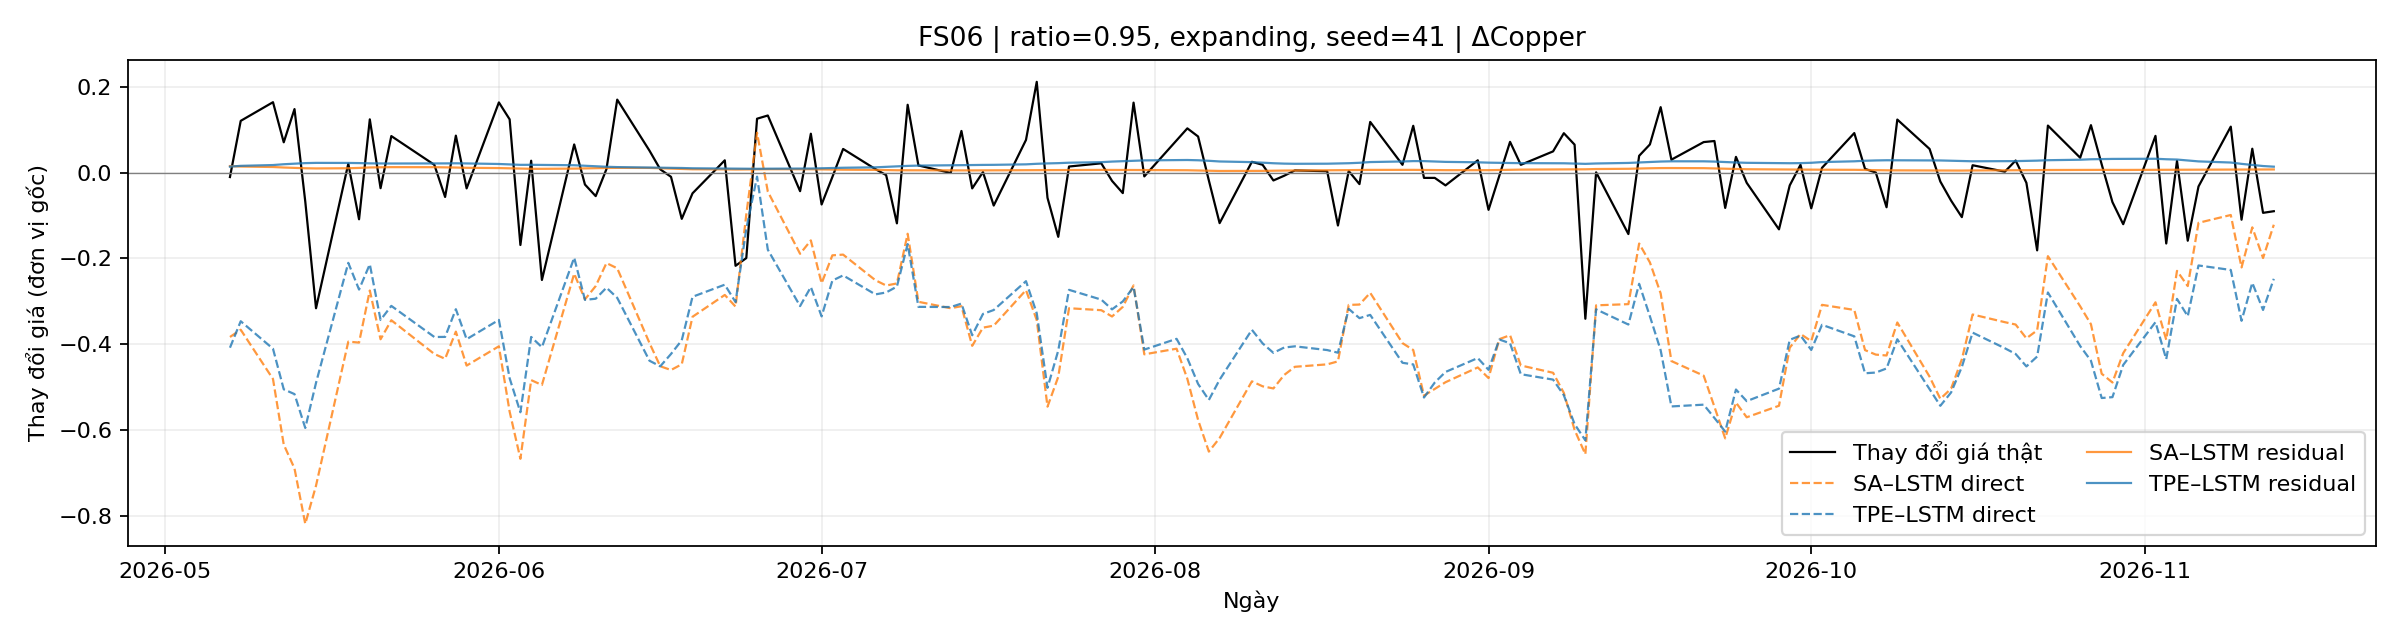 FS06 | ratio=0.95, expanding, seed=41 | ΔCopper
Thay đổi giá (đơn vị gốc)
0.2
0.0
−0.2
−0.4
−0.6
−0.8
Thay đổi giá thật
SA–LSTM direct
TPE–LSTM direct
SA–LSTM residual
TPE–LSTM residual
2026-05
2026-06
2026-07
2026-08
2026-09
2026-10
2026-11
Ngày